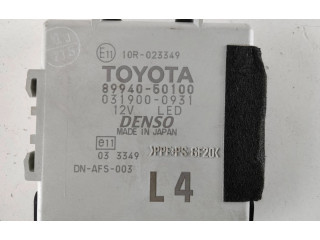 E11 10R-023349
TOYOTA
89940-50100
031900-0931
12V LED
DENSO
MADE IN JAPAN
e11
03 3349
DN-AFS-003
L4